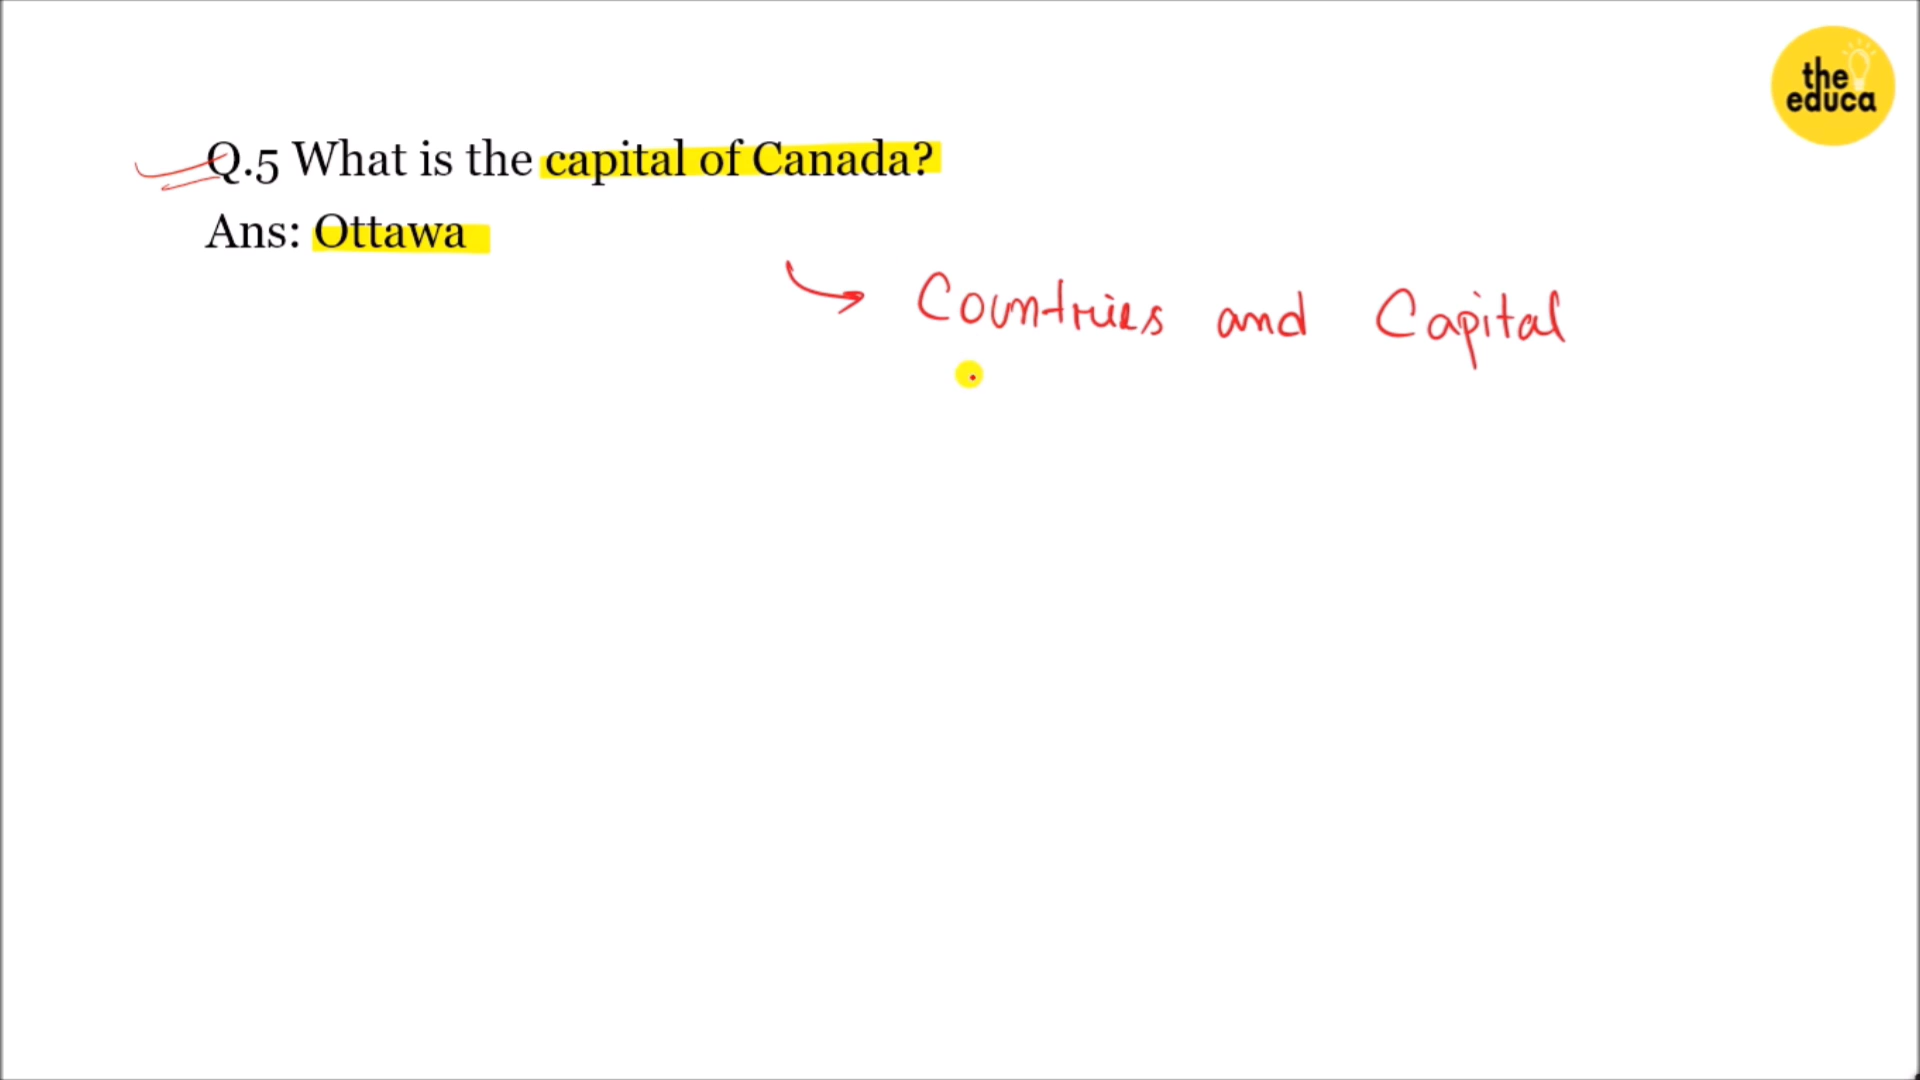 the
educa
Q.5 What is the capital of Canada?
Ans: Ottawa
Countries and Capital